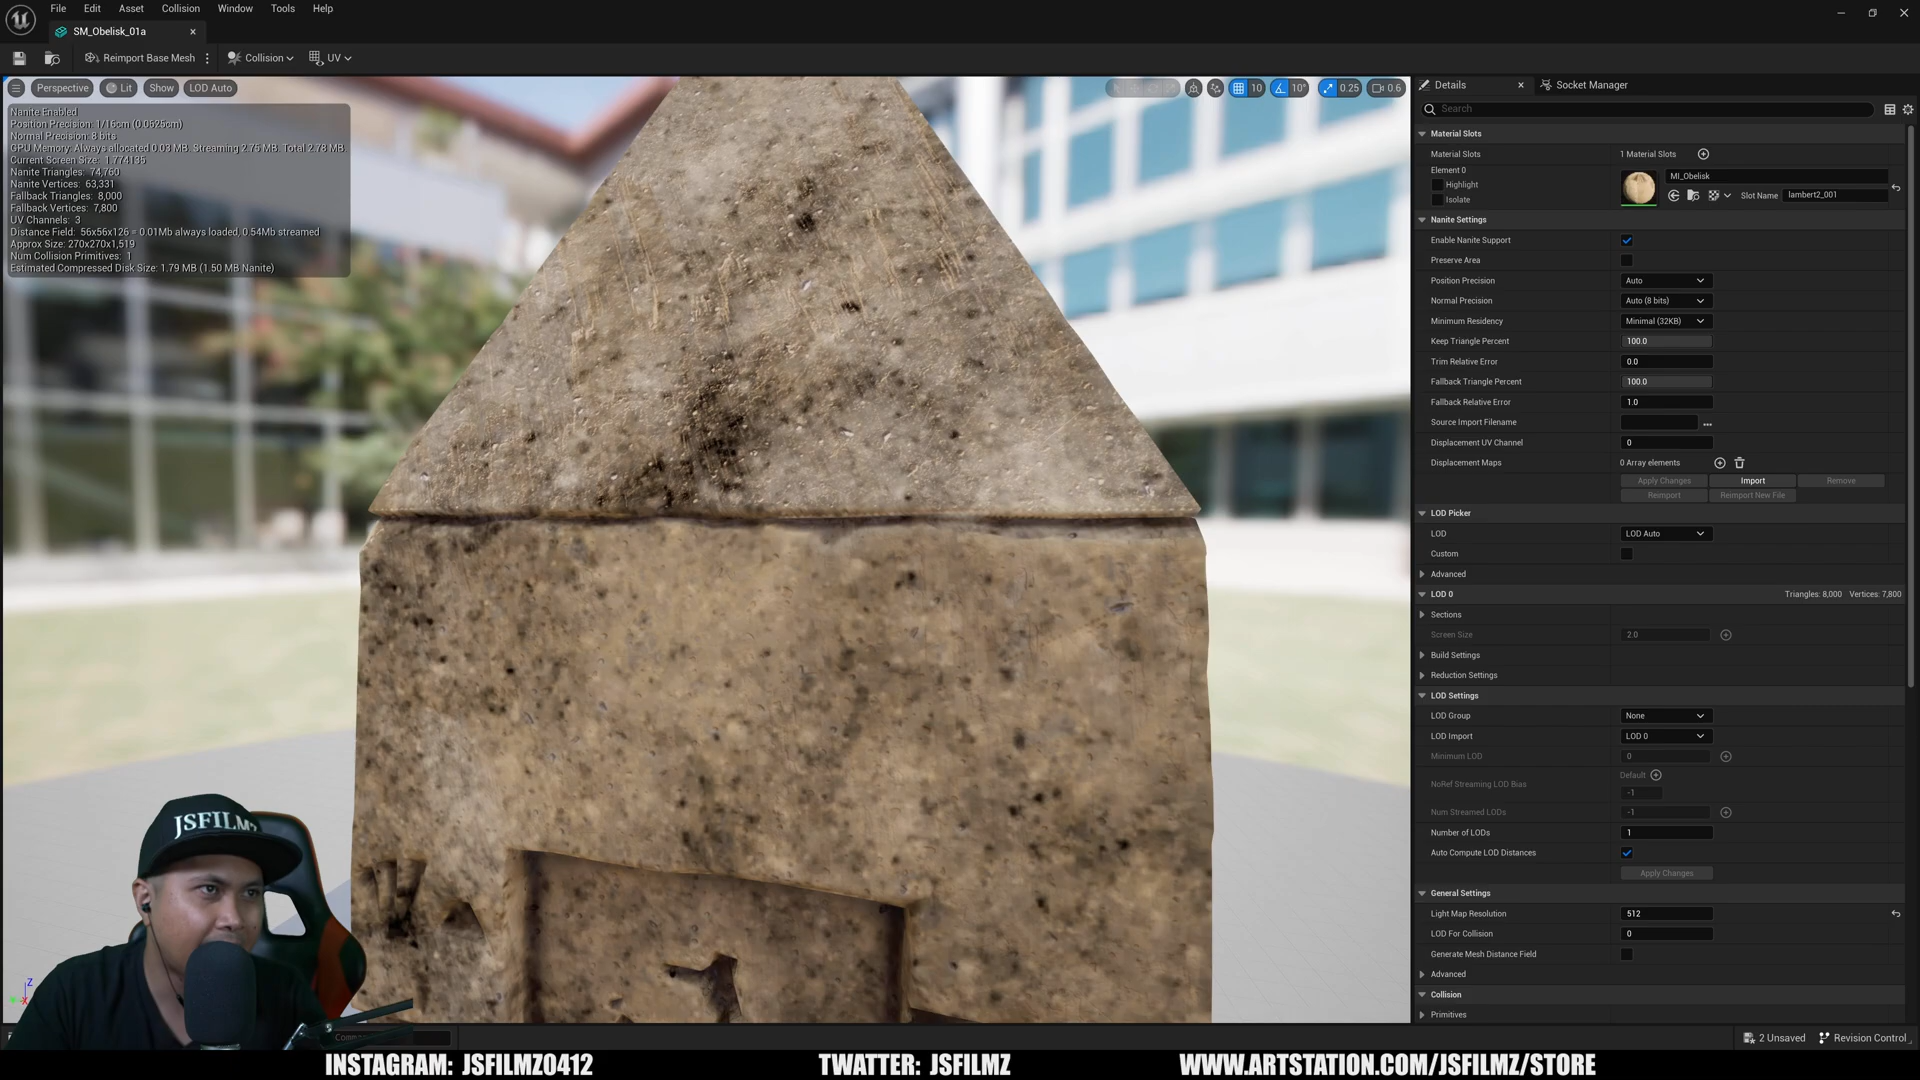 File Edit Asset Collision Window Tools Help
SM_Obelisk_01a
Reimport Base Mesh Collision UV
Perspective Lit Show LOD Auto 10 10° 0.25 0.6
Nanite Enabled
Position Precision: 1/16cm (0.0625cm)
Normal Precision: 8 bits
GPU Memory: Always allocated 0.03 MB. Streaming 2.75 MB. Total 2.78 MB.
Current Screen Size: 1.774135
Nanite Triangles: 74,760
Nanite Vertices: 63,331
Fallback Triangles: 8,000
Fallback Vertices: 7,800
UV Channels: 3
Distance Field: 56x56x126 = 0.01Mb always loaded, 0.54Mb streamed
Approx Size: 270x270x1,519
Num Collision Primitives: 1
Estimated Compressed Disk Size: 1.79 MB (1.50 MB Nanite)
Details Socket Manager
Search
Material Slots
Material Slots 1 Material Slots
Element 0
Highlight
Isolate
MI_Obelisk
Slot Name lambert2_001
Nanite Settings
Enable Nanite Support
Preserve Area
Position Precision Auto
Normal Precision Auto (8 bits)
Minimum Residency Minimal (32KB)
Keep Triangle Percent 100.0
Trim Relative Error 0.0
Fallback Triangle Percent 100.0
Fallback Relative Error 1.0
Source Import Filename ...
Displacement UV Channel 0
Displacement Maps 0 Array elements
Apply Changes Import Remove
Reimport Reimport New File
LOD Picker
LOD LOD Auto
Custom
Advanced
LOD 0 Triangles: 8,000 Vertices: 7,800
Sections
Screen Size 2.0
Build Settings
Reduction Settings
LOD Settings
LOD Group None
LOD Import LOD 0
Minimum LOD 0
NoRef Streaming LOD Bias Default
-1
Num Streamed LODs -1
Number of LODs 1
Auto Compute LOD Distances
Apply Changes
General Settings
Light Map Resolution 512
LOD For Collision 0
Generate Mesh Distance Field
Advanced
Collision
Primitives
JSFILMZ
Z
X
2 Unsaved Revision Control
INSTAGRAM: JSFILMZ0412 TWATTER: JSFILMZ WWW.ARTSTATION.COM/JSFILMZ/STORE